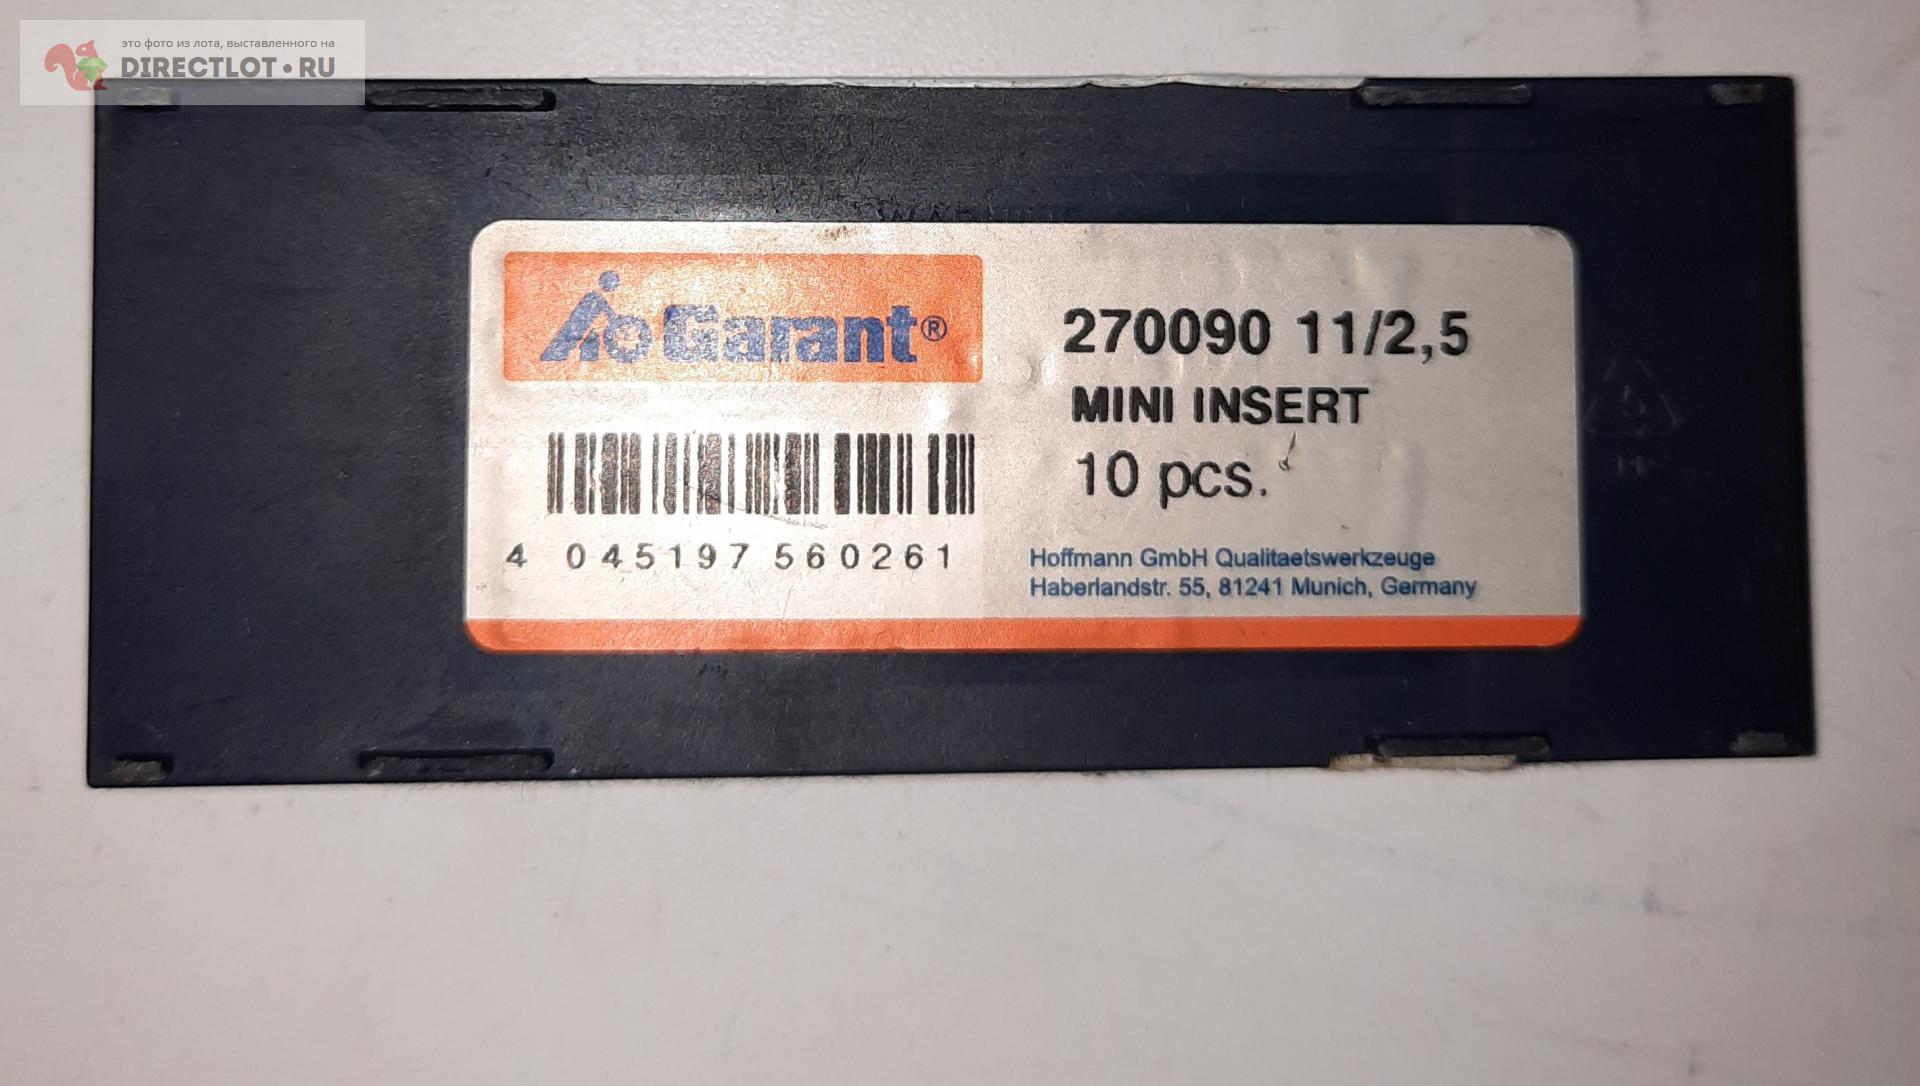 это фото из лота, выставленного на
DIRECTLOT•RU
WARNING
Garant®
270090 11/2,5
MINI INSERT
10 pcs.
4 045197 560261
Hoffmann GmbH Qualitaetswerkzeuge
Haberlandstr. 55, 81241 Munich, Germany